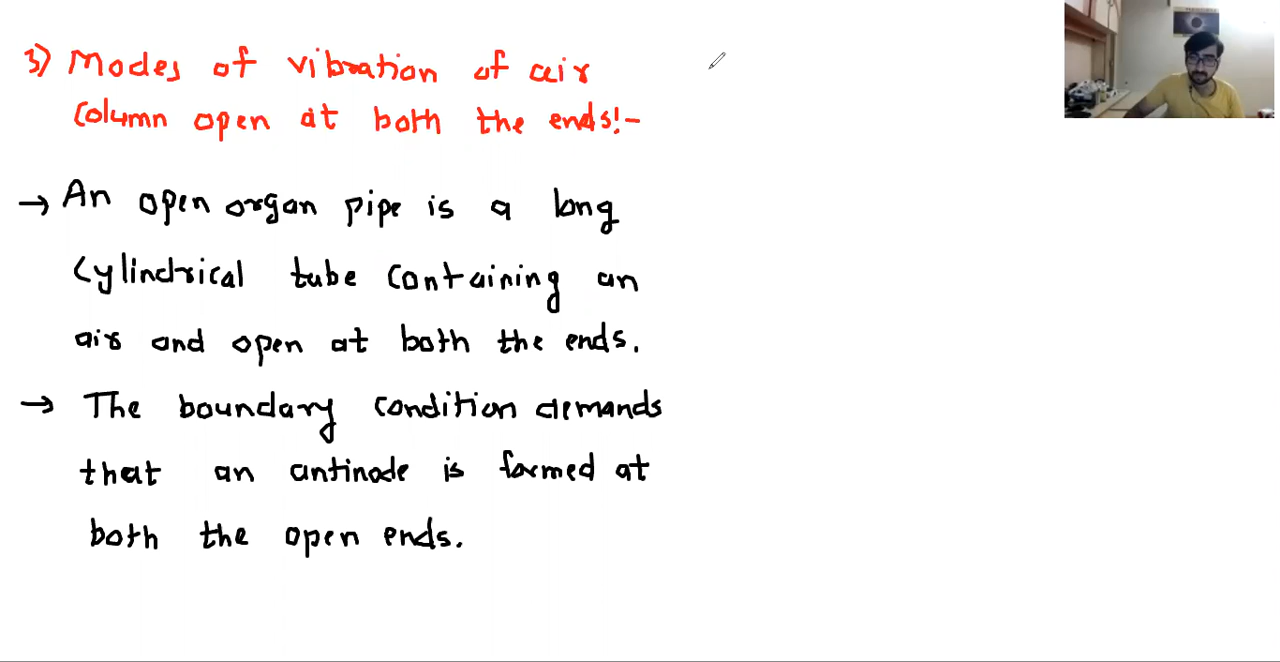 3) Modes of vibration of air
column open at both the ends:-
→ An open organ pipe is a long
cylindrical tube containing an
air and open at both the ends.
→ The boundary condition demands
that an antinode is formed at
both the open ends.